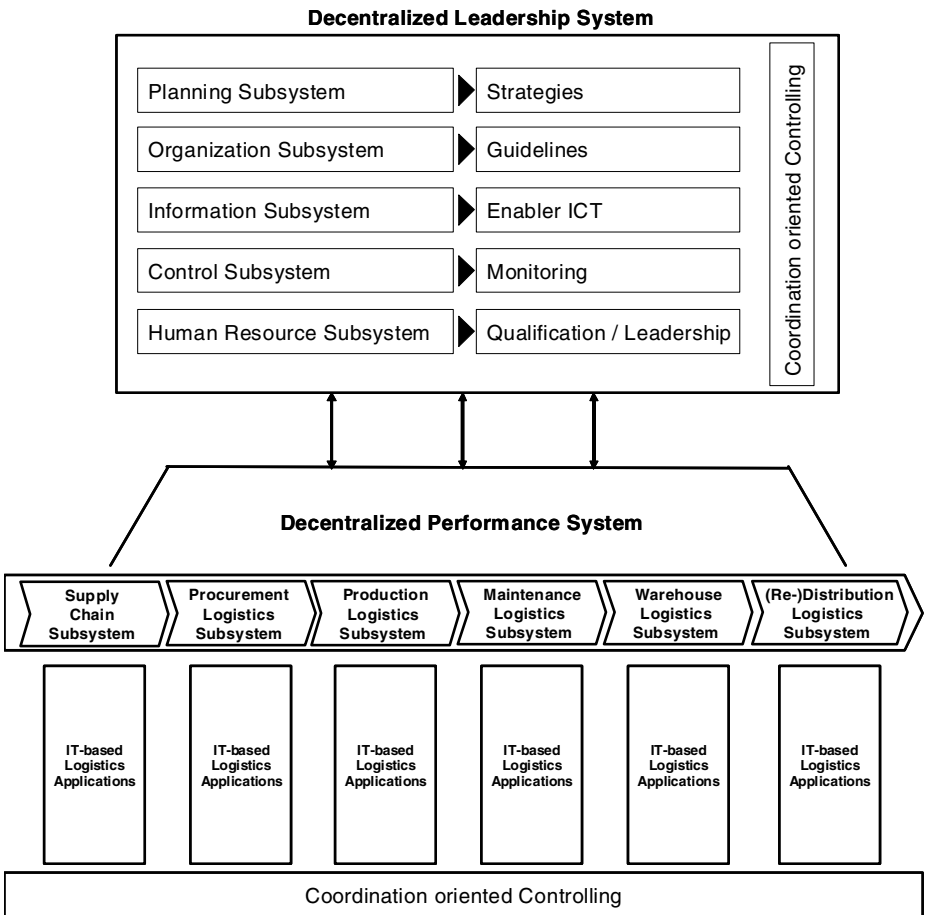 Decentralized Leadership System
Planning Subsystem
Strategies
Organization Subsystem
Guidelines
Information Subsystem
Enabler ICT
Control Subsystem
Monitoring
Human Resource Subsystem
Qualification / Leadership
Coordination oriented Controlling
Decentralized Performance System
Supply
Chain
Subsystem
Procurement
Logistics
Subsystem
Production
Logistics
Subsystem
Maintenance
Logistics
Subsystem
Warehouse
Logistics
Subsystem
(Re-)Distribution
Logistics
Subsystem
IT-based
Logistics
Applications
IT-based
Logistics
Applications
IT-based
Logistics
Applications
IT-based
Logistics
Applications
IT-based
Logistics
Applications
IT-based
Logistics
Applications
Coordination oriented Controlling